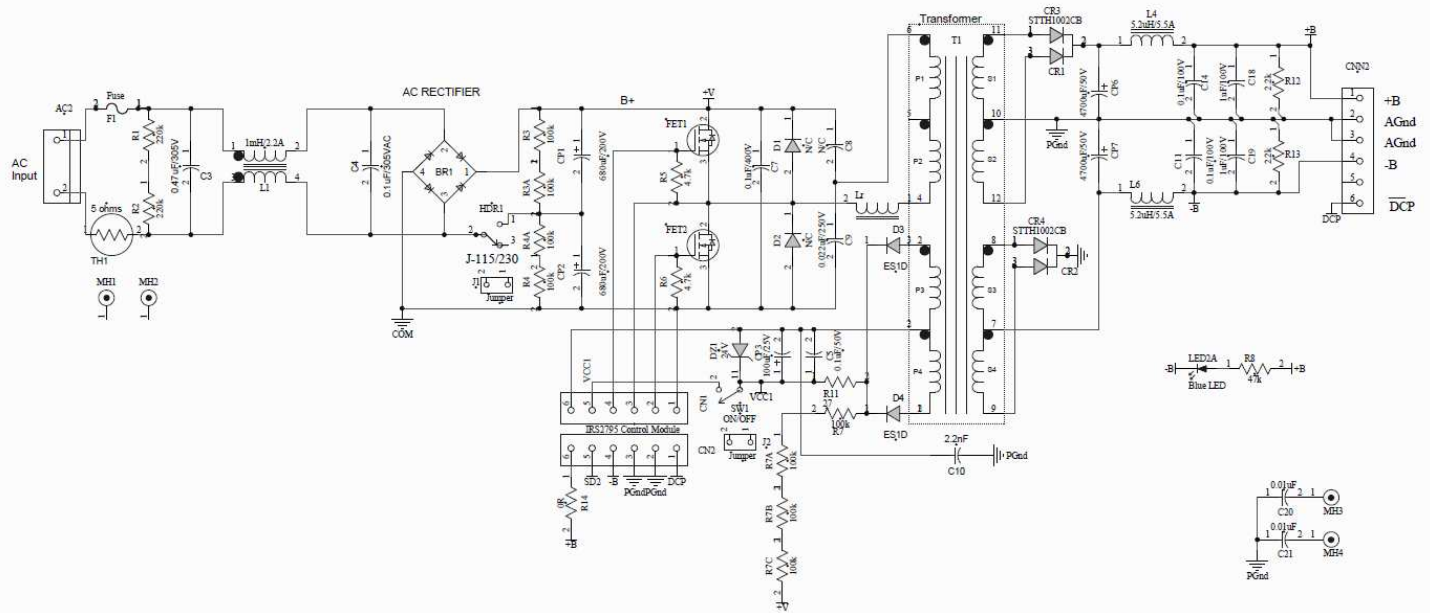 Transformer
T1
CR3
STTH1002CB
CR1
L4
5.2uH/5.5A
+B
CNN2
AC2
Fuse
F1
AC RECTIFIER
B+
+V
AC
Input
R1
220k
R2
220k
0.47uF/305V
C3
1mH/2.2A
L1
C4
0.1uF/305VAC
BR1
R3
100k
R3A
100k
R4A
100k
R4
100k
CP1
680uF/200V
CP2
680uF/200V
HDR1
J-115/230
J1
Jumper
FET1
R5
4.7k
FET2
R6
4.7k
0.1uF/400V
C7
D1
N/C
D2
N/C
N/C
C8
0.022uF/250V
C9
Lr
P1
P2
P3
P4
S1
S2
S3
S4
D3
ES1D
D4
ES1D
PGnd
4700uF/50V
CP6
4700uF/50V
CP7
0.1uF/100V
C14
1uF/100V
C18
2.2k
R12
C11
0.1uF/100V
C19
1uF/100V
2.2k
R13
L6
5.2uH/5.5A
-B
+B
AGnd
AGnd
-B
DCP
DCP
CR4
STTH1002CB
CR2
5 ohms
TH1
MH1
MH2
COM
DZ1
24V
CP3
100uF/25V
C5
0.1uF/50V
VCC1
VCC1
R11
27
R7
100k
SW1
ON/OFF
CN1
IRS2795 Control Module
CN2
J2
Jumper
SD2
-B
PGnd
PGnd
DCP
0R
R14
+B
R7A
100k
R7B
100k
R7C
100k
+V
2.2nF
C10
PGnd
-B
LED2A
Blue LED
R8
47k
+B
0.01uF
C20
MH3
0.01uF
C21
MH4
PGnd